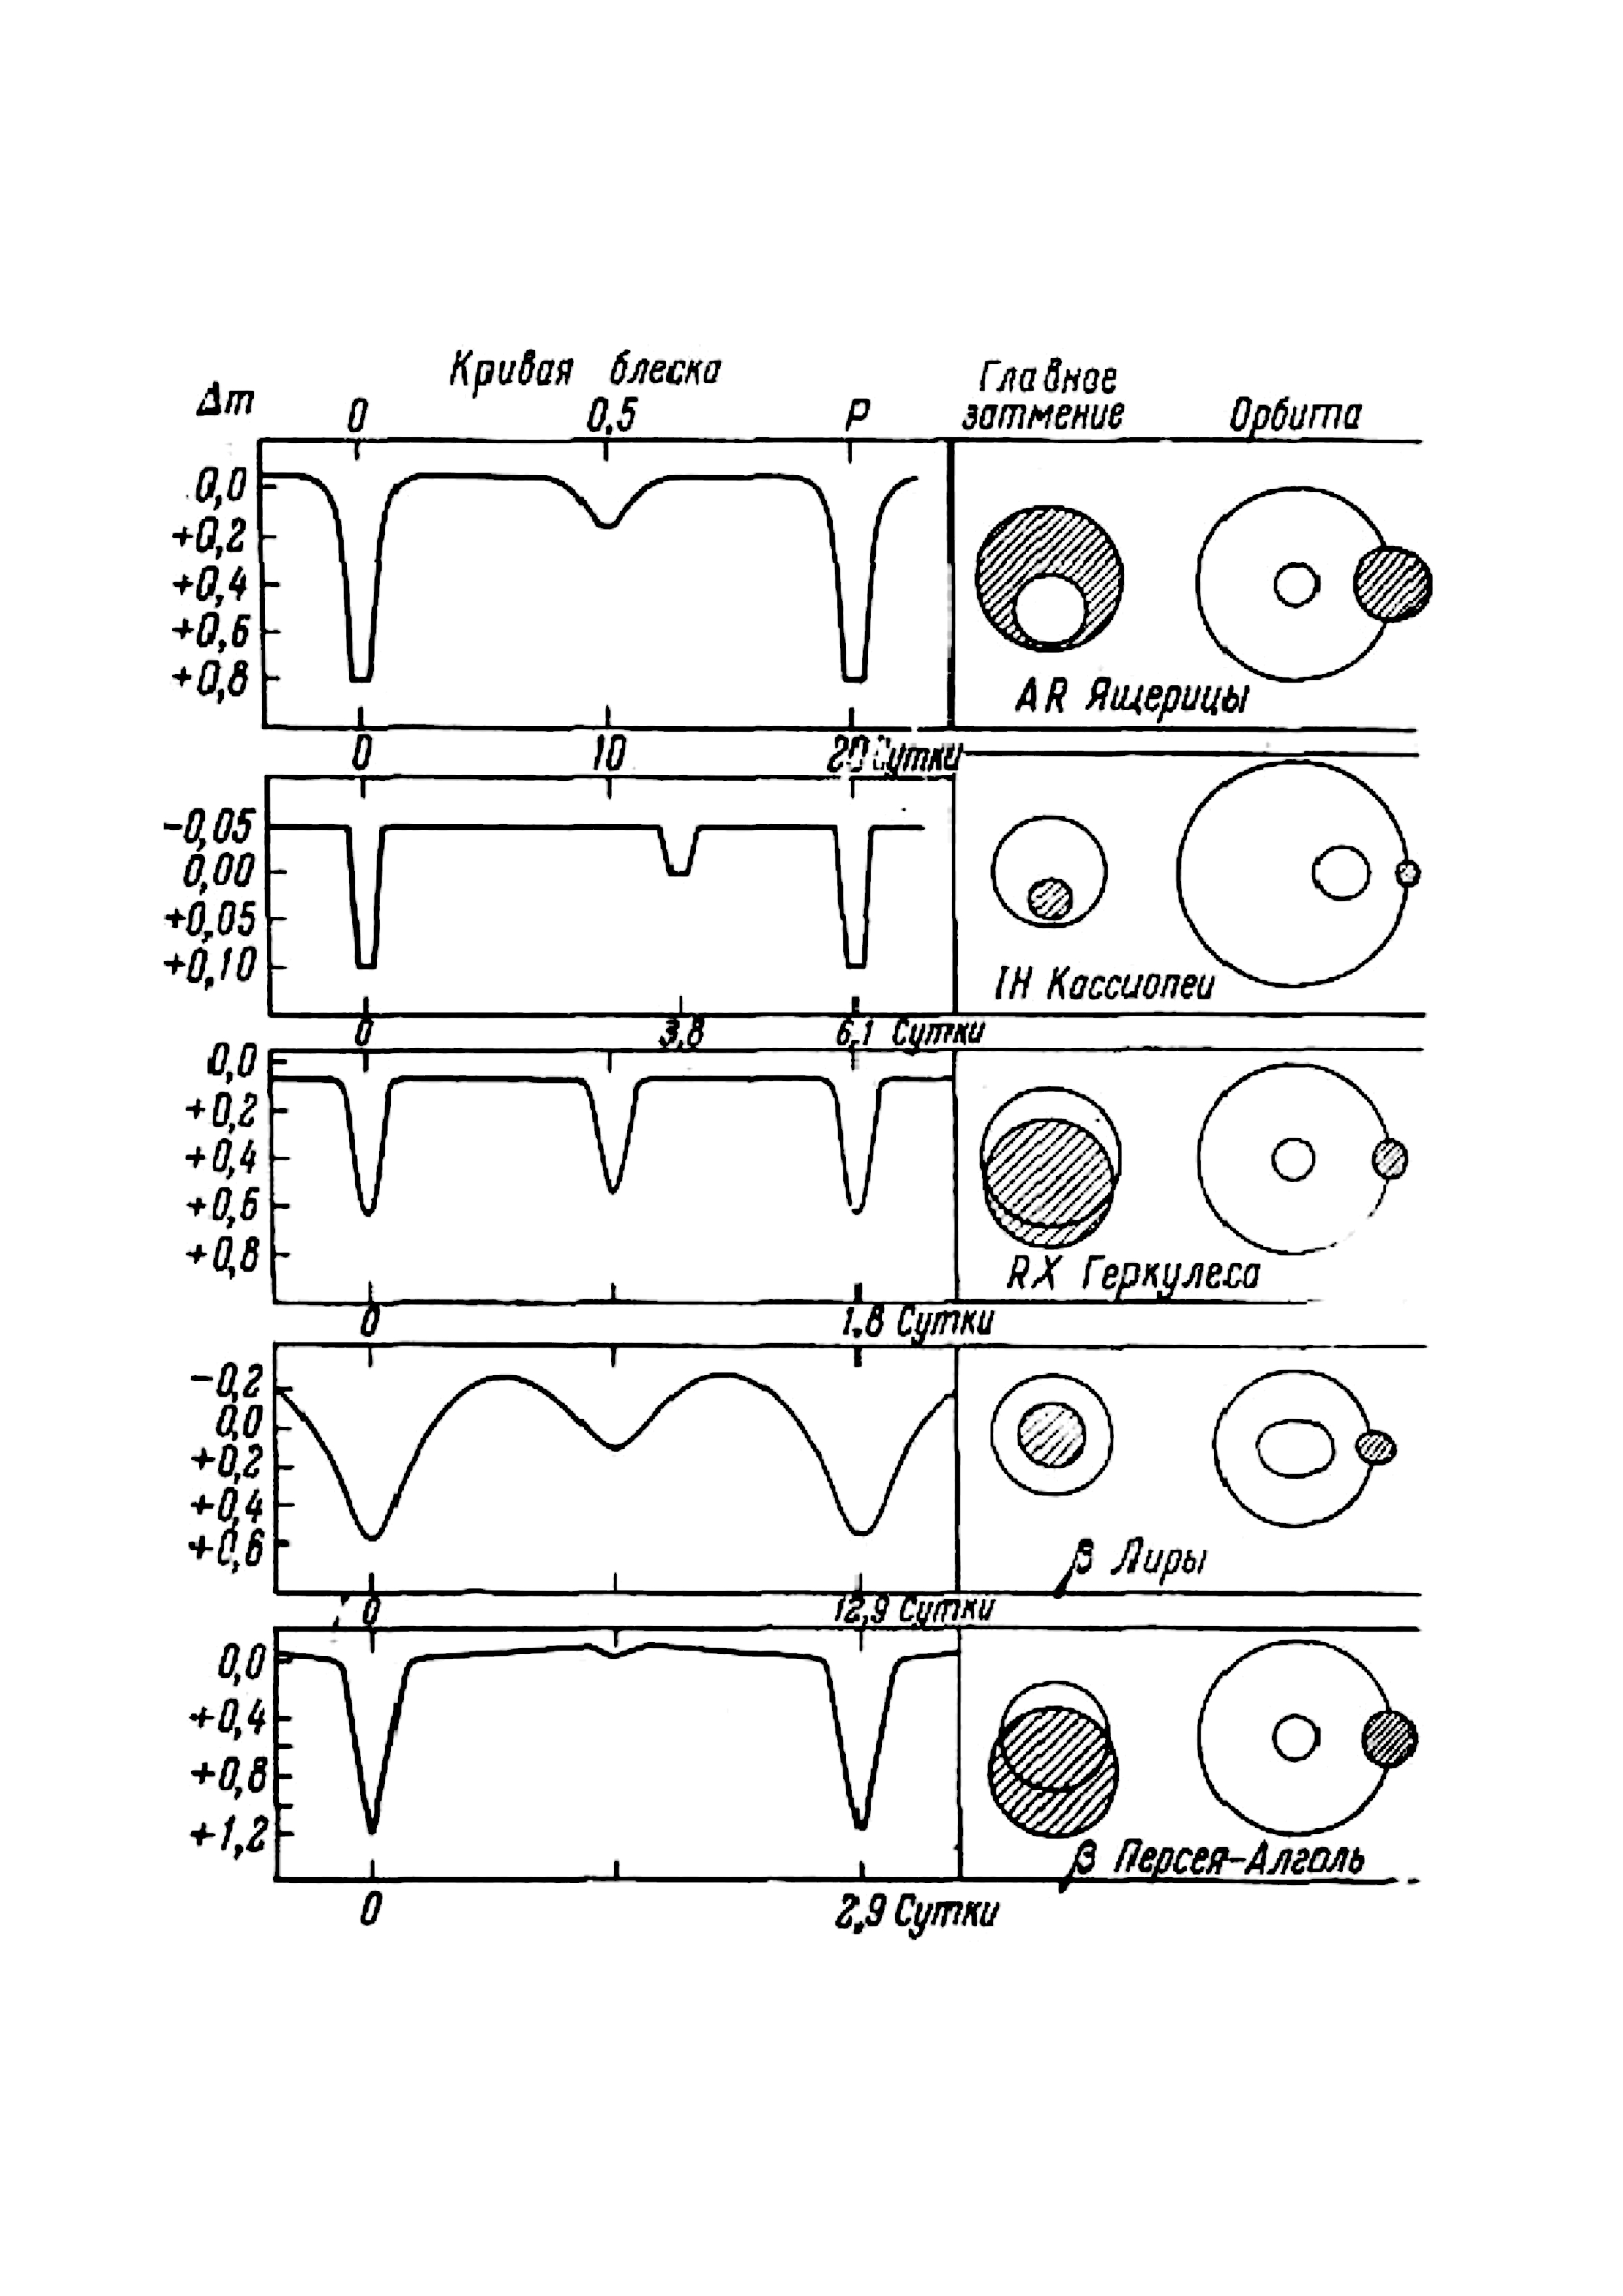 Кривая блеска
Главное затмение
Орбита
Δm
0 0,5 P
0,0
+0,2
+0,4
+0,6
+0,8
AR Ящерицы
0 10 20 Сутки
-0,05
0,00
+0,05
+0,10
IH Кассиопеи
0 3,8 6,1 Сутки
0,0
+0,2
+0,4
+0,6
+0,8
RX Геркулеса
0 1,8 Сутки
-0,2
0,0
+0,2
+0,4
+0,6
β Лиры
0 12,9 Сутки
0,0
+0,4
+0,8
+1,2
β Персея-Алголь
0 2,9 Сутки